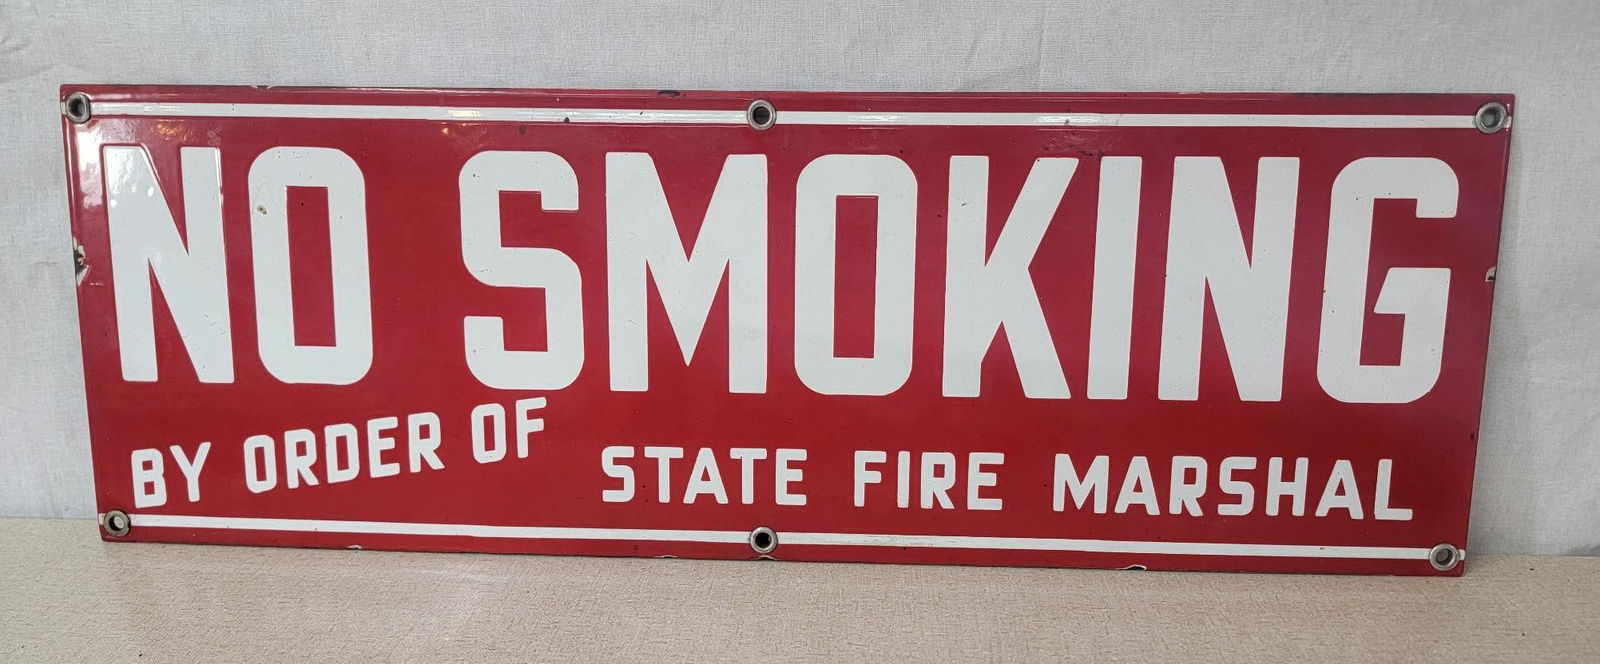 NO SMOKING
BY ORDER OF STATE FIRE MARSHAL